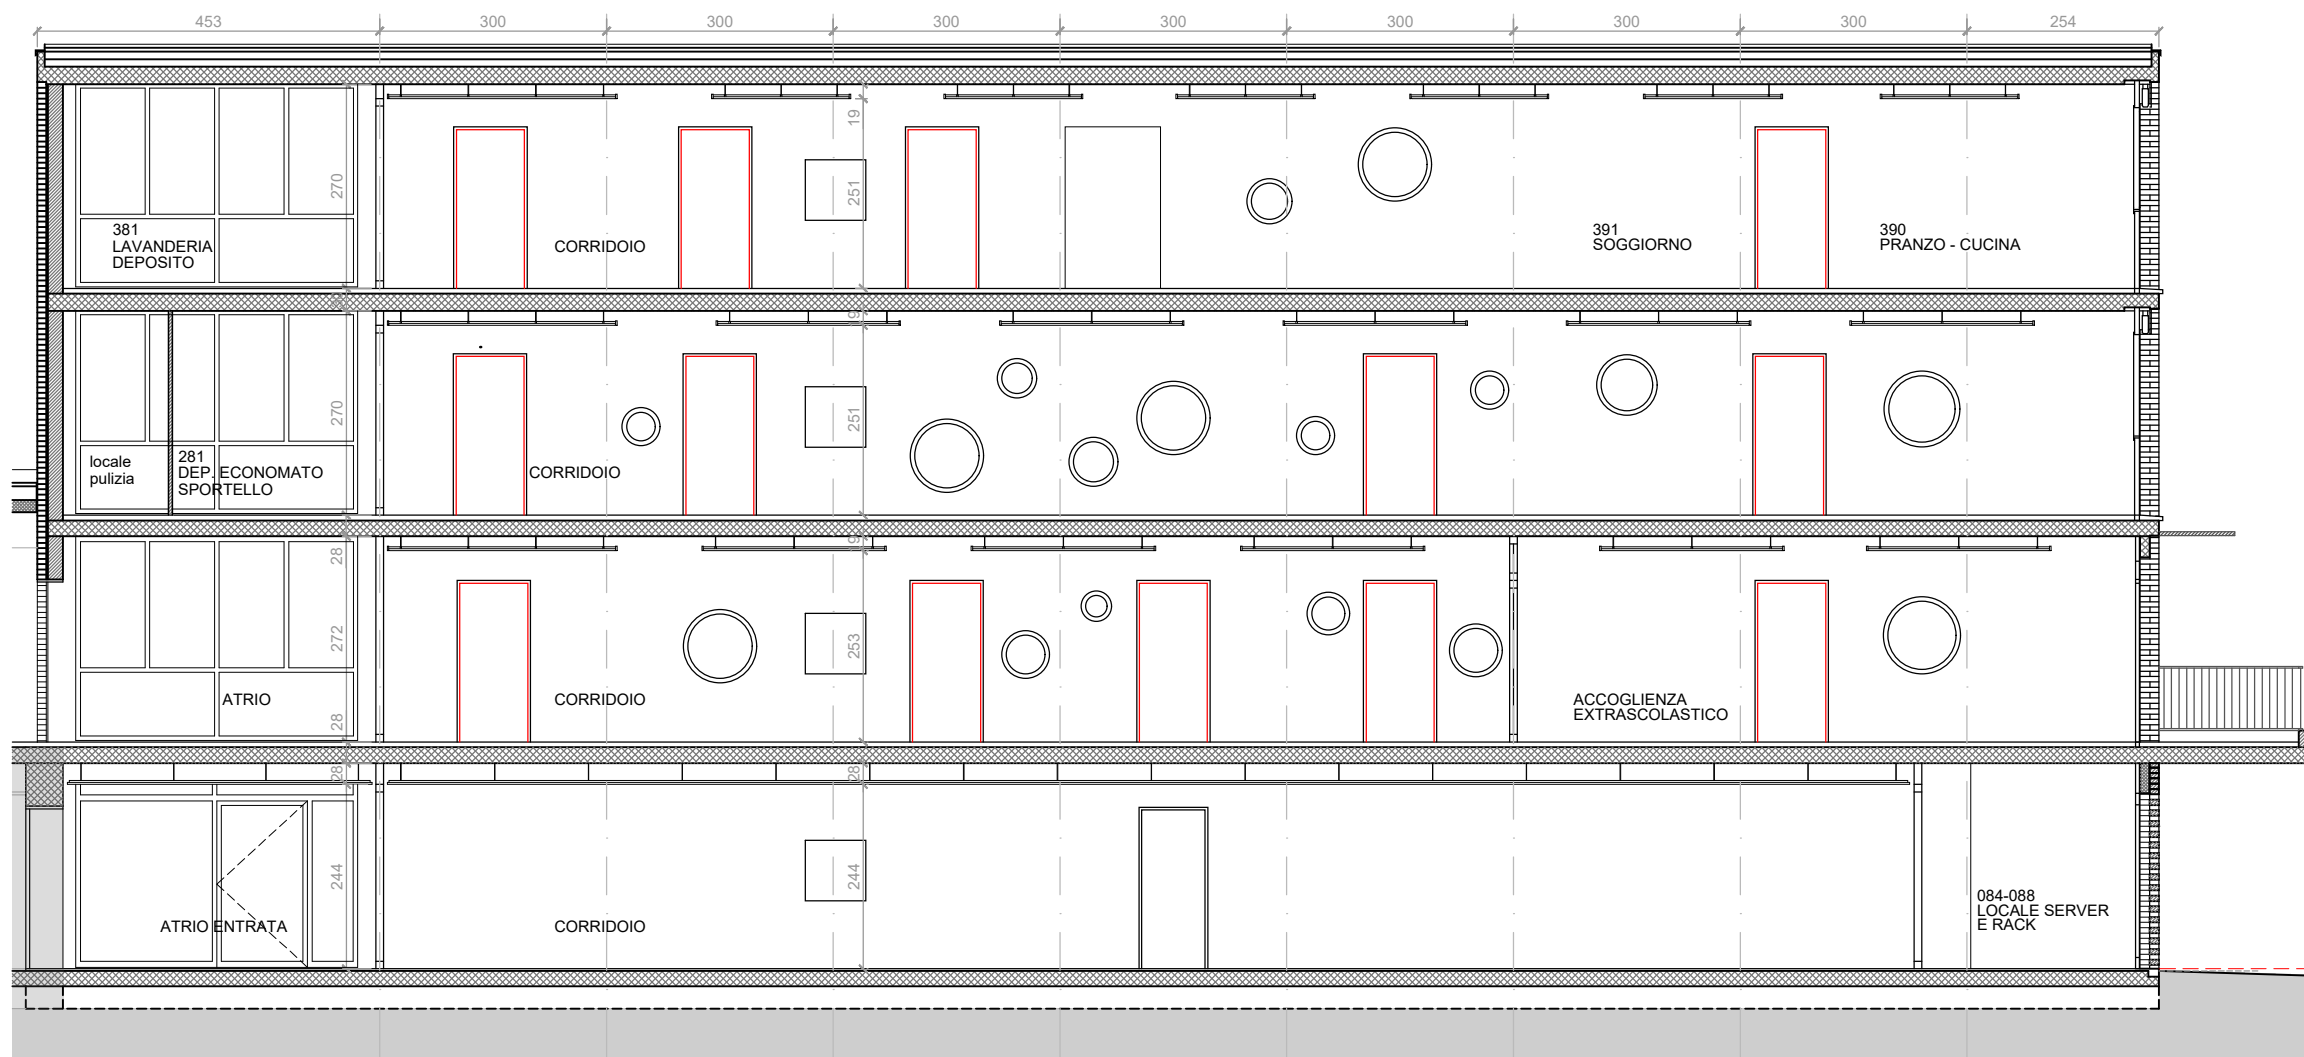 453 300 300 300 300 300 300 300 254
19
270
251
381
LAVANDERIA
DEPOSITO
CORRIDOIO
391
SOGGIORNO
390
PRANZO - CUCINA
270
251
locale
pulizia
281
DEP. ECONOMATO
SPORTELLO
CORRIDOIO
28
272
253
ATRIO
CORRIDOIO
ACCOGLIENZA
EXTRASCOLASTICO
28
28
28
244
244
ATRIO ENTRATA
CORRIDOIO
084-088
LOCALE SERVER
E RACK